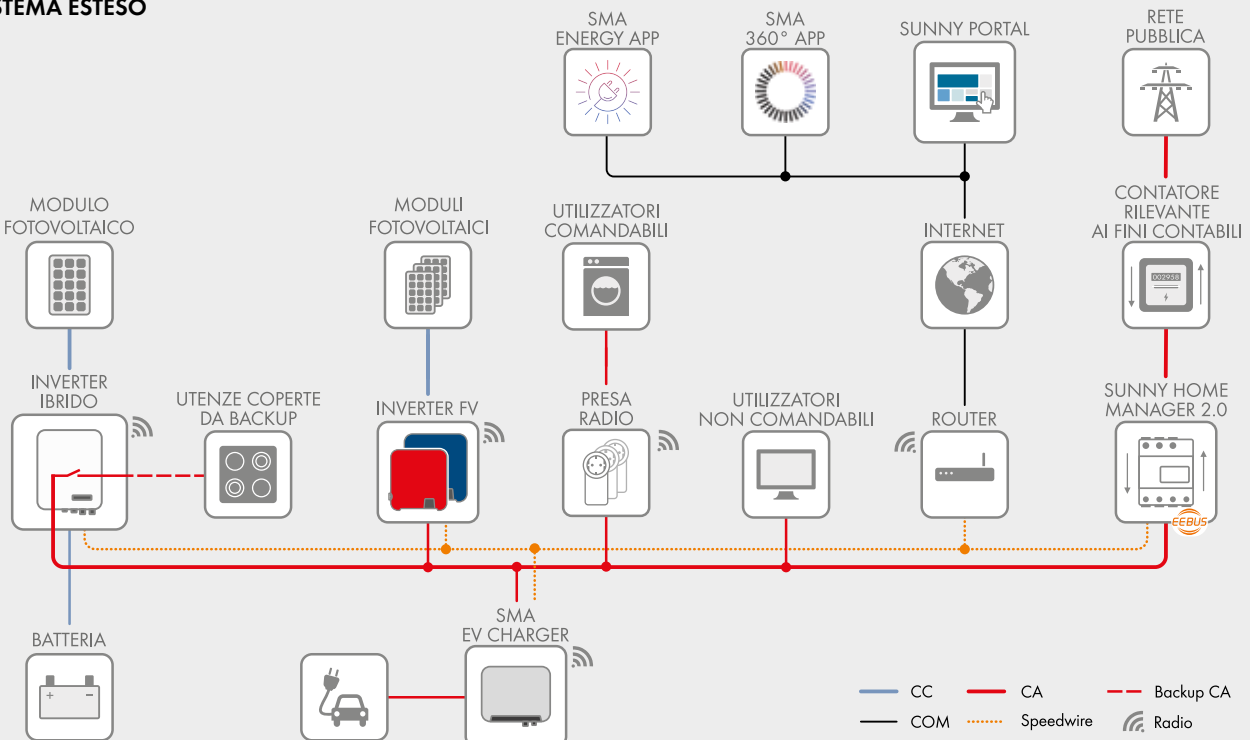 STEMA ESTESO
SMA
ENERGY APP
SMA
360° APP
SUNNY PORTAL
RETE
PUBBLICA
MODULO
FOTOVOLTAICO
MODULI
FOTOVOLTAICI
UTILIZZATORI
COMANDABILI
INTERNET
CONTATORE
RILEVANTE
AI FINI CONTABILI
002938
INVERTER
IBRIDO
UTENZE COPERTE
DA BACKUP
INVERTER FV
PRESA
RADIO
UTILIZZATORI
NON COMANDABILI
ROUTER
SUNNY HOME
MANAGER 2.0
EEBUS
BATTERIA
+ −
SMA
EV CHARGER
CC
CA
Backup CA
COM
Speedwire
Radio